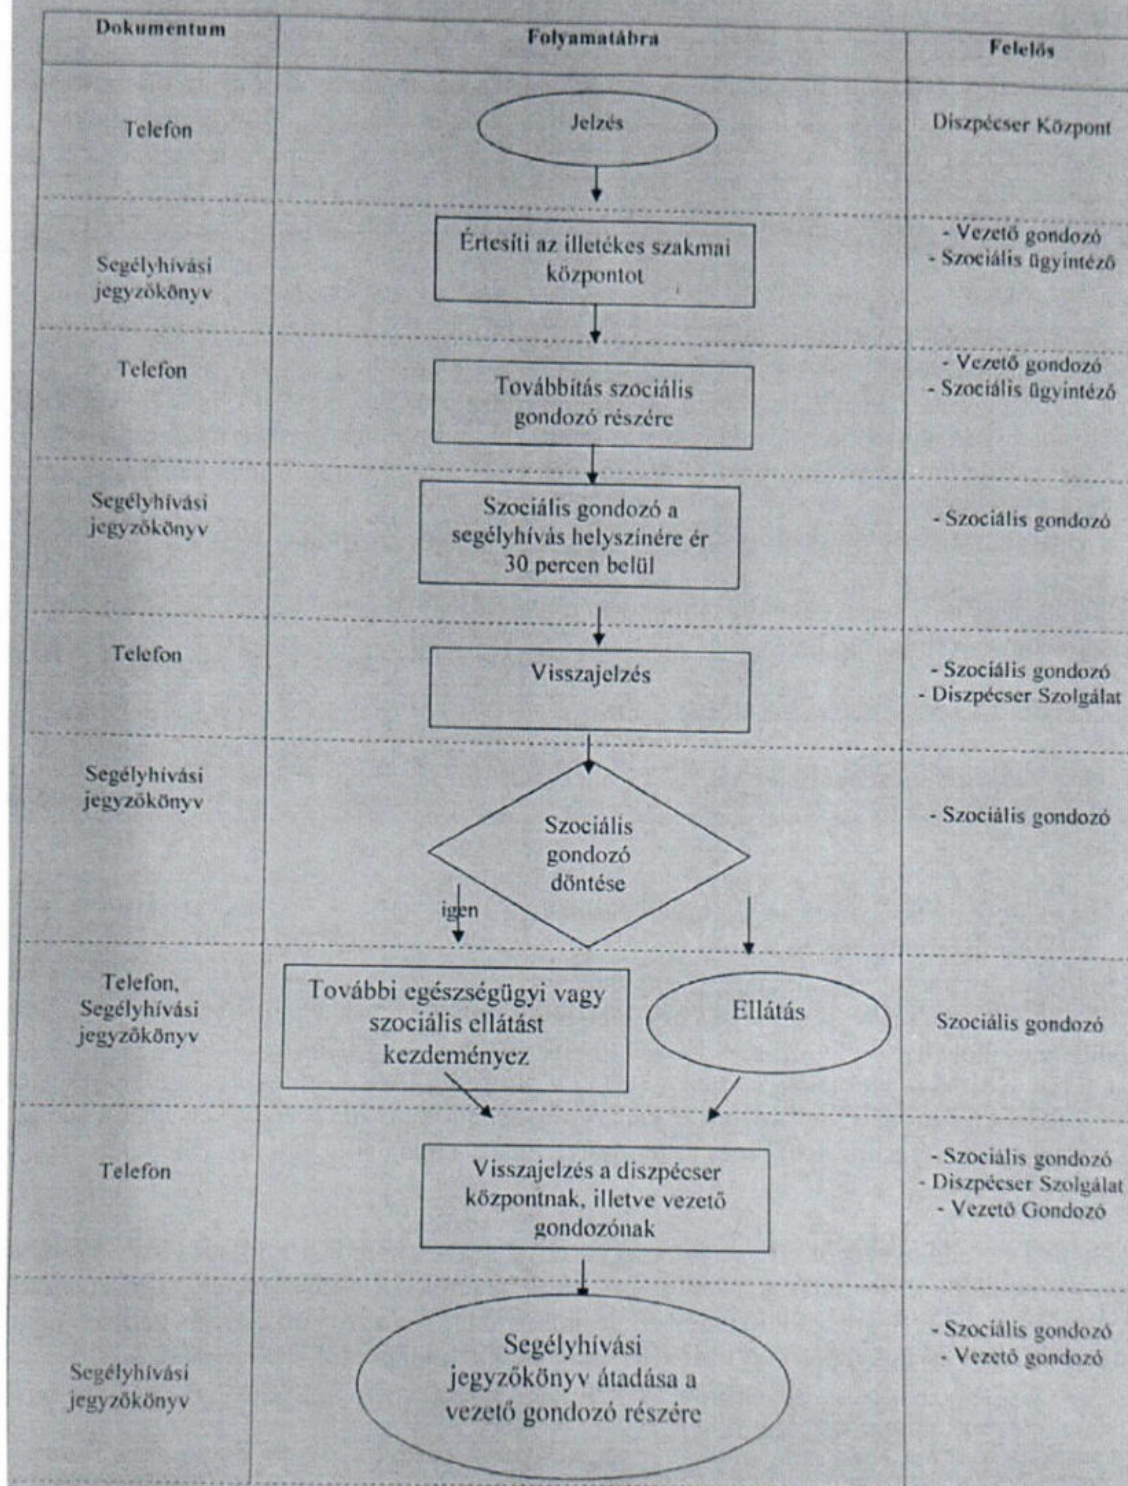 Dokumentum
Folyamatábra
Felelős
Telefon
Jelzés
Diszpécser Központ
Segélyhívási
jegyzőkönyv
Értesíti az illetékes szakmai
központot
- Vezető gondozó
- Szociális ügyintéző
Telefon
Továbbítás szociális
gondozó részére
- Vezető gondozó
- Szociális ügyintéző
Segélyhívási
jegyzőkönyv
Szociális gondozó a
segélyhívás helyszínére ér
30 percen belül
- Szociális gondozó
Telefon
Visszajelzés
- Szociális gondozó
- Diszpécser Szolgálat
Segélyhívási
jegyzőkönyv
Szociális
gondozó
döntése
- Szociális gondozó
igen
Telefon,
Segélyhívási
jegyzőkönyv
További egészségügyi vagy
szociális ellátást
kezdeményez
Ellátás
Szociális gondozó
Telefon
Visszajelzés a diszpécser
központnak, illetve vezető
gondozónak
- Szociális gondozó
- Diszpécser Szolgálat
- Vezető Gondozó
Segélyhívási
jegyzőkönyv
Segélyhívási
jegyzőkönyv átadása a
vezető gondozó részére
- Szociális gondozó
- Vezető gondozó